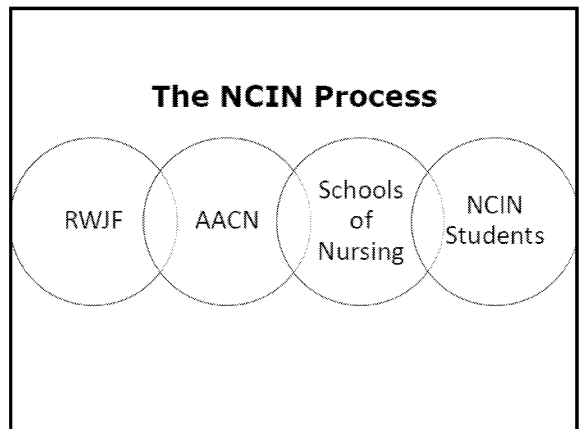 The NCIN Process
RWJF
AACN
Schools
of
Nursing
NCIN
Students